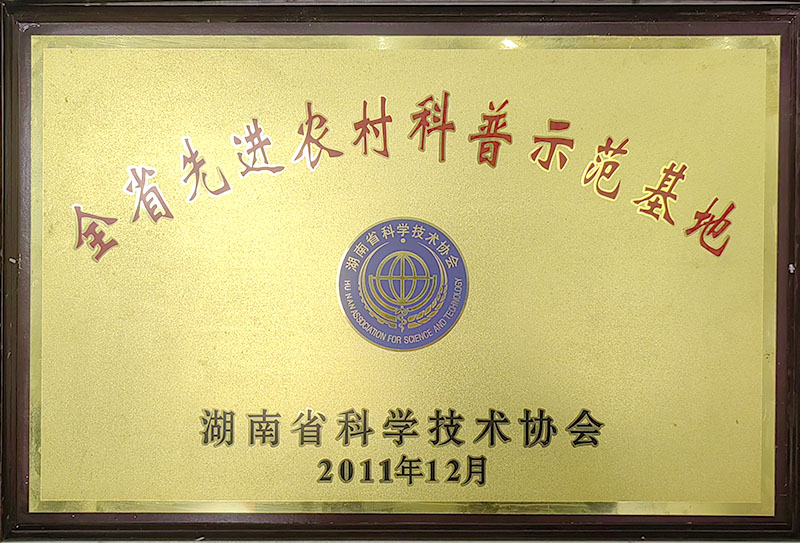 全省先进农村科普示范基地
湖南省科学技术协会
HU NAN ASSOCIATION FOR SCIENCE AND TECHNOLOGY
湖南省科学技术协会
2011年12月